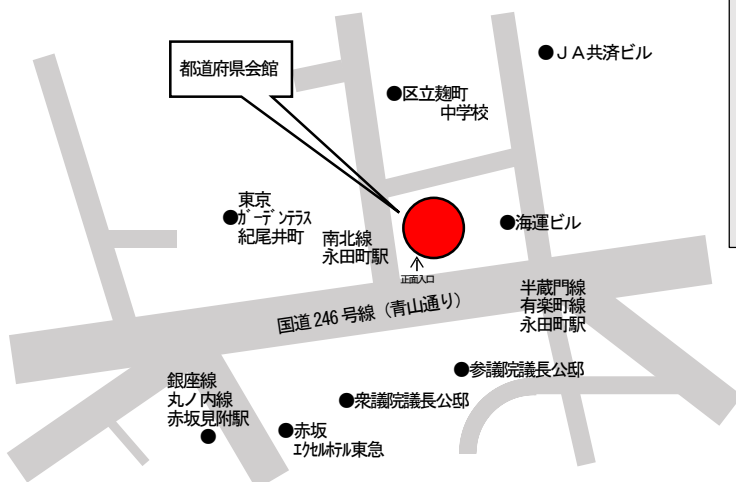 ●ＪＡ共済ビル
都道府県会館
●区立麹町
中学校
東京
●ｶﾞｰﾃﾞﾝﾃﾗｽ
紀尾井町
南北線
永田町駅
●海運ビル
正面入口
半蔵門線
有楽町線
永田町駅
国道246号線（青山通り）
●参議院議長公邸
銀座線
丸ノ内線
赤坂見附駅
●
●衆議院議長公邸
●赤坂
ｴｸｾﾙﾎﾃﾙ東急